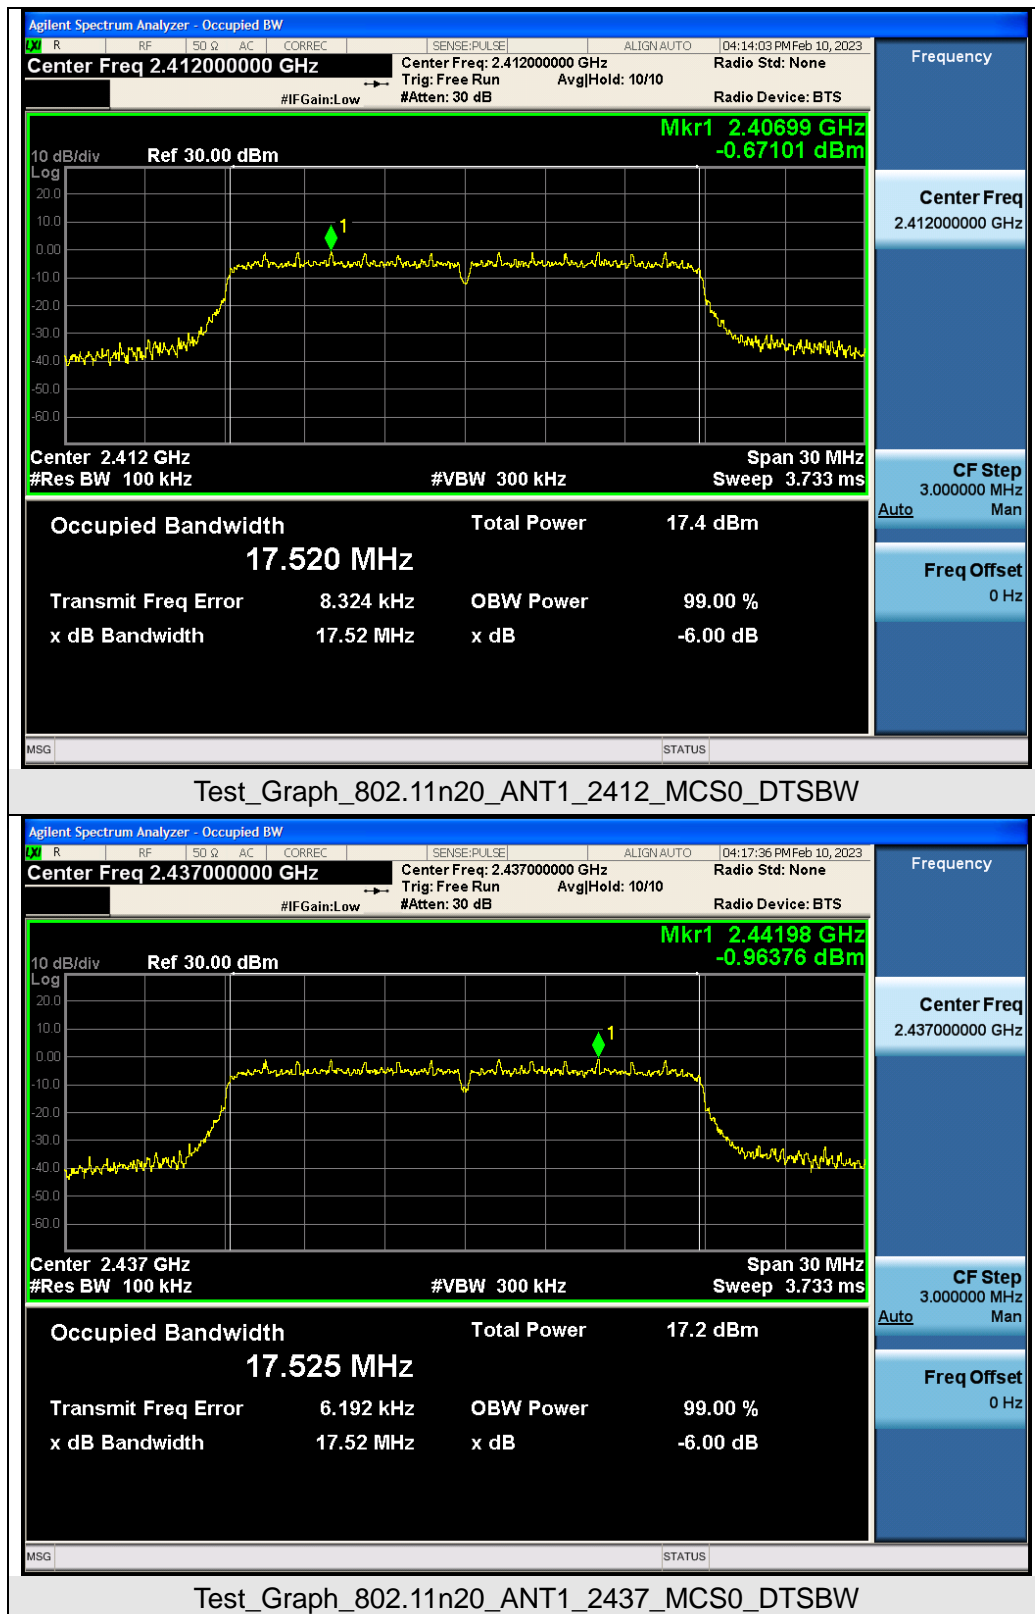 Agilent Spectrum Analyzer - Occupied BW
LXI R RF 50 Ω AC CORREC SENSE:PULSE ALIGN AUTO 04:14:03 PM Feb 10, 2023
Center Freq 2.412000000 GHz
Center Freq: 2.412000000 GHz
Radio Std: None
Trig: Free Run Avg|Hold: 10/10
#IFGain:Low
#Atten: 30 dB
Radio Device: BTS
Frequency
Mkr1 2.40699 GHz
-0.67101 dBm
10 dB/div Ref 30.00 dBm
Log
20.0
10.0
0.00
-10.0
-20.0
-30.0
-40.0
-50.0
-60.0
1
Center Freq
2.412000000 GHz
Center 2.412 GHz Span 30 MHz
#Res BW 100 kHz #VBW 300 kHz Sweep 3.733 ms
CF Step
3.000000 MHz
Auto Man
Occupied Bandwidth Total Power 17.4 dBm
17.520 MHz
Transmit Freq Error 8.324 kHz OBW Power 99.00 %
x dB Bandwidth 17.52 MHz x dB -6.00 dB
Freq Offset
0 Hz
MSG STATUS
Test_Graph_802.11n20_ANT1_2412_MCS0_DTSBW
Agilent Spectrum Analyzer - Occupied BW
LXI R RF 50 Ω AC CORREC SENSE:PULSE ALIGN AUTO 04:17:36 PM Feb 10, 2023
Center Freq 2.437000000 GHz
Center Freq: 2.437000000 GHz
Radio Std: None
Trig: Free Run Avg|Hold: 10/10
#IFGain:Low
#Atten: 30 dB
Radio Device: BTS
Frequency
Mkr1 2.44198 GHz
-0.96376 dBm
10 dB/div Ref 30.00 dBm
Log
20.0
10.0
0.00
-10.0
-20.0
-30.0
-40.0
-50.0
-60.0
1
Center Freq
2.437000000 GHz
Center 2.437 GHz Span 30 MHz
#Res BW 100 kHz #VBW 300 kHz Sweep 3.733 ms
CF Step
3.000000 MHz
Auto Man
Occupied Bandwidth Total Power 17.2 dBm
17.525 MHz
Transmit Freq Error 6.192 kHz OBW Power 99.00 %
x dB Bandwidth 17.52 MHz x dB -6.00 dB
Freq Offset
0 Hz
MSG STATUS
Test_Graph_802.11n20_ANT1_2437_MCS0_DTSBW